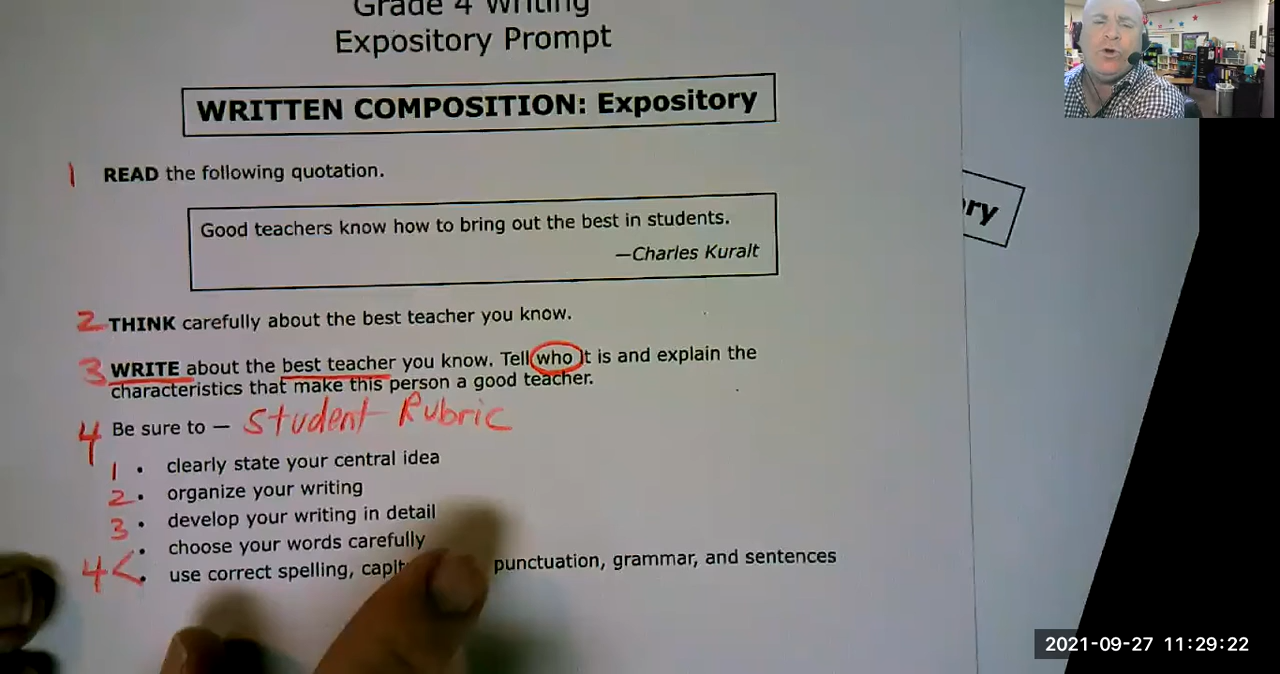 Grade 4 Writing
Expository Prompt
WRITTEN COMPOSITION: Expository
1 READ the following quotation.
Good teachers know how to bring out the best in students.
—Charles Kuralt
2 THINK carefully about the best teacher you know.
3 WRITE about the best teacher you know. Tell who it is and explain the
characteristics that make this person a good teacher.
4 Be sure to — Student Rubric
1 • clearly state your central idea
2 • organize your writing
3 • develop your writing in detail
• choose your words carefully
4 < • use correct spelling, punctuation, grammar, and sentences
ry
2021-09-27 11:29:22